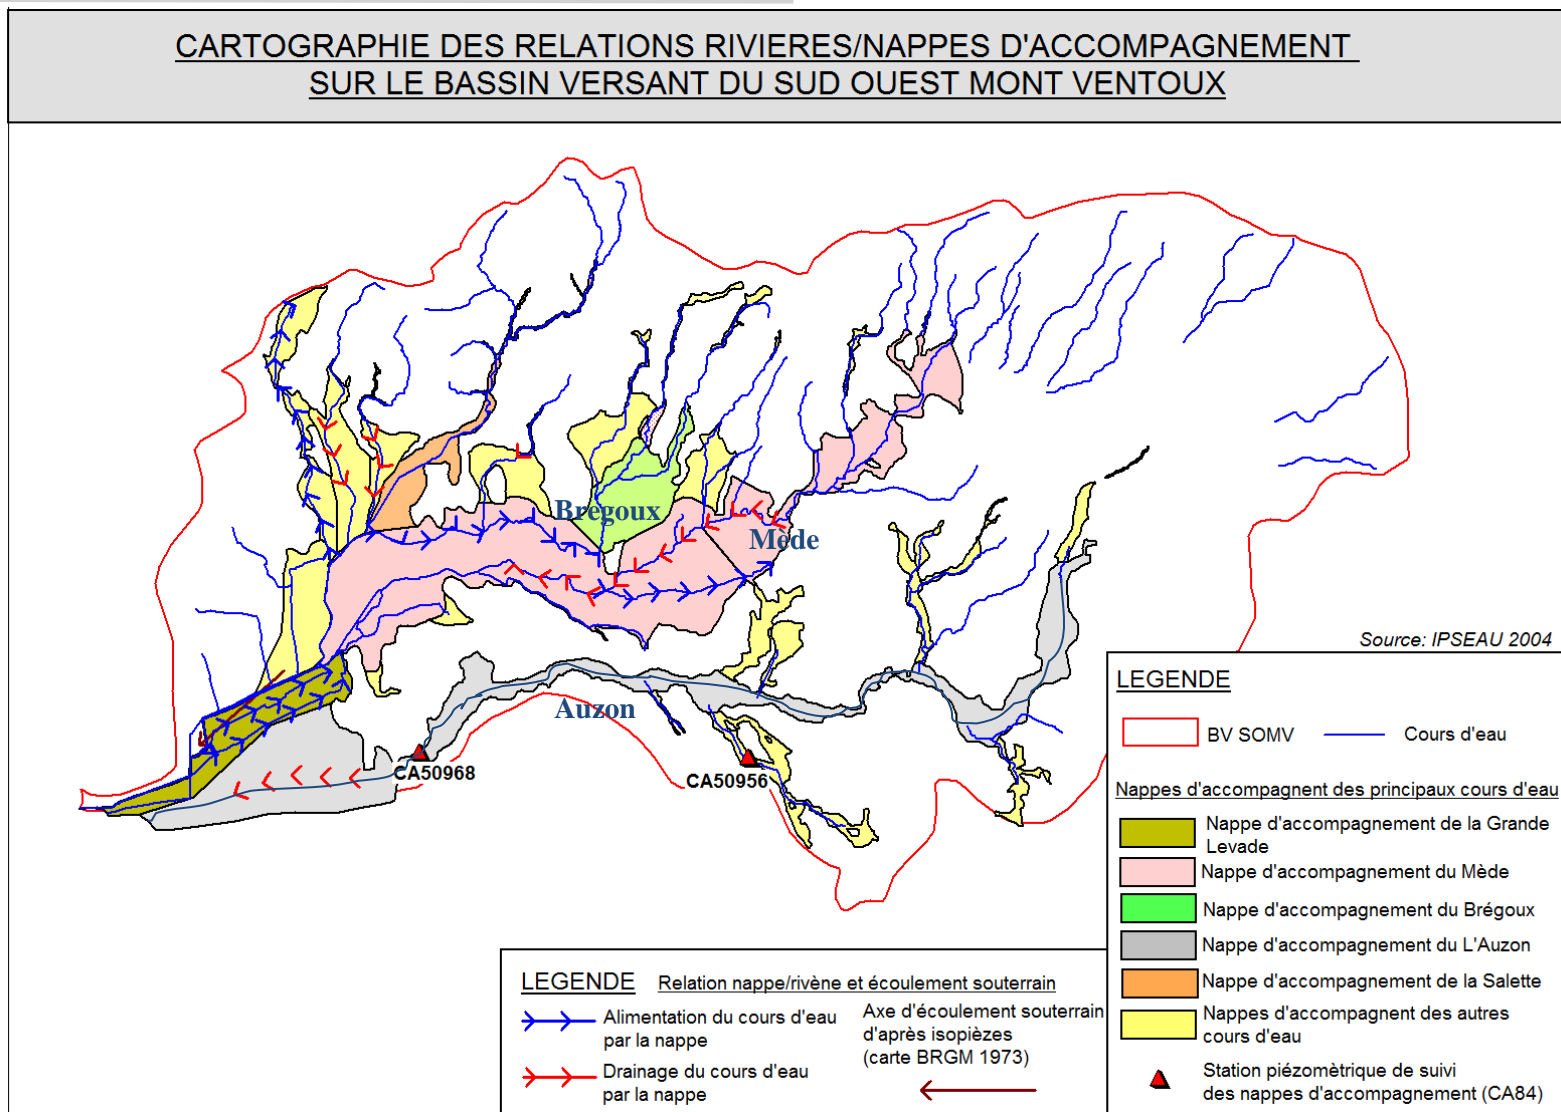 CARTOGRAPHIE DES RELATIONS RIVIERES/NAPPES D'ACCOMPAGNEMENT
SUR LE BASSIN VERSANT DU SUD OUEST MONT VENTOUX
Brégoux
Mède
Auzon
CA50968
CA50956
Source: IPSEAU 2004
LEGENDE
BV SOMV
Cours d'eau
Nappes d'accompagnent des principaux cours d'eau
Nappe d'accompagnement de la Grande
Levade
Nappe d'accompagnement du Mède
Nappe d'accompagnement du Brégoux
Nappe d'accompagnement du L'Auzon
Nappe d'accompagnement de la Salette
Nappes d'accompagnent des autres
cours d'eau
Station piézomètrique de suivi
des nappes d'accompagnement (CA84)
LEGENDE
Relation nappe/rivène et écoulement souterrain
Alimentation du cours d'eau
par la nappe
Drainage du cours d'eau
par la nappe
Axe d'écoulement souterrain
d'après isopièzes
(carte BRGM 1973)